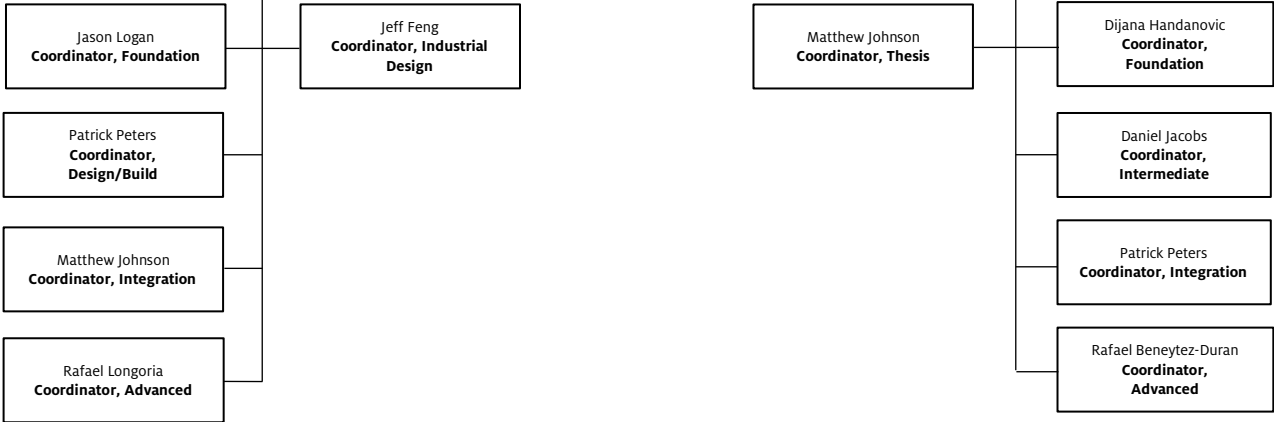 Jason Logan
Coordinator, Foundation
Jeff Feng
Coordinator, Industrial
Design
Patrick Peters
Coordinator,
Design/Build
Matthew Johnson
Coordinator, Integration
Rafael Longoria
Coordinator, Advanced
Matthew Johnson
Coordinator, Thesis
Dijana Handanovic
Coordinator,
Foundation
Daniel Jacobs
Coordinator,
Intermediate
Patrick Peters
Coordinator, Integration
Rafael Beneytez-Duran
Coordinator,
Advanced